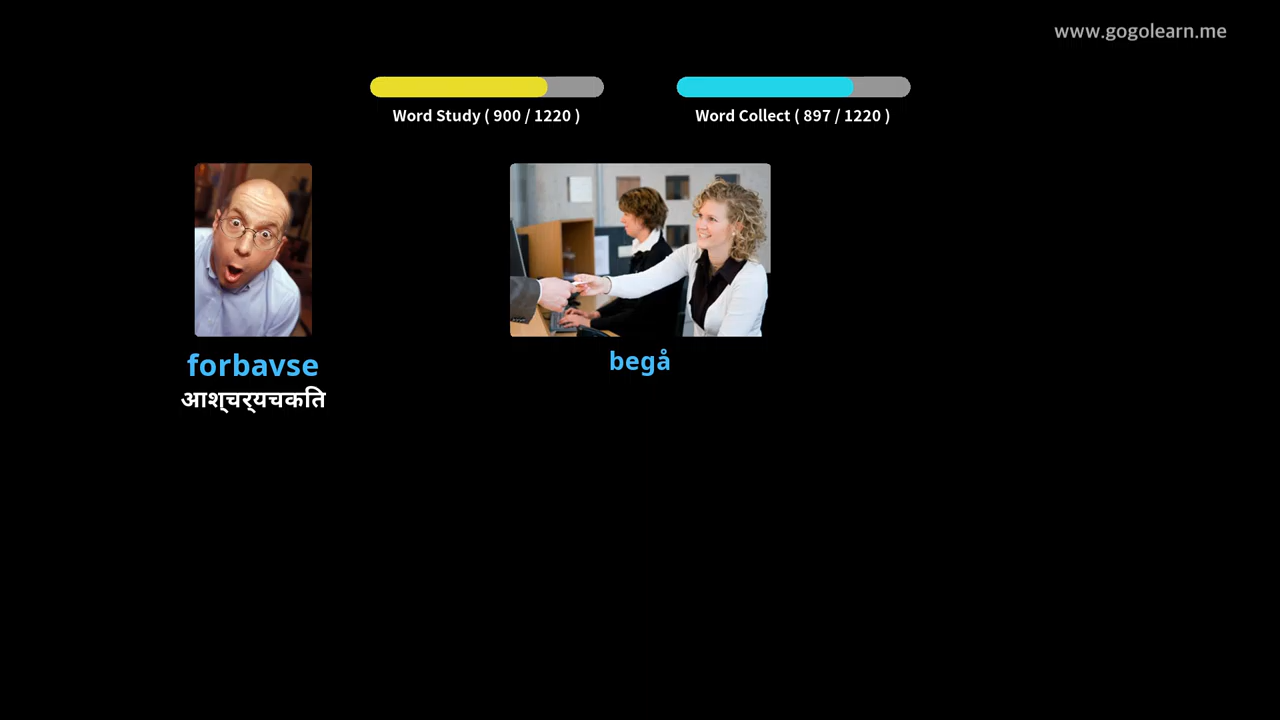 www.gogolearn.me
Word Study ( 900 / 1220 )
Word Collect ( 897 / 1220 )
forbavse
आश्चर्यचकति
begå